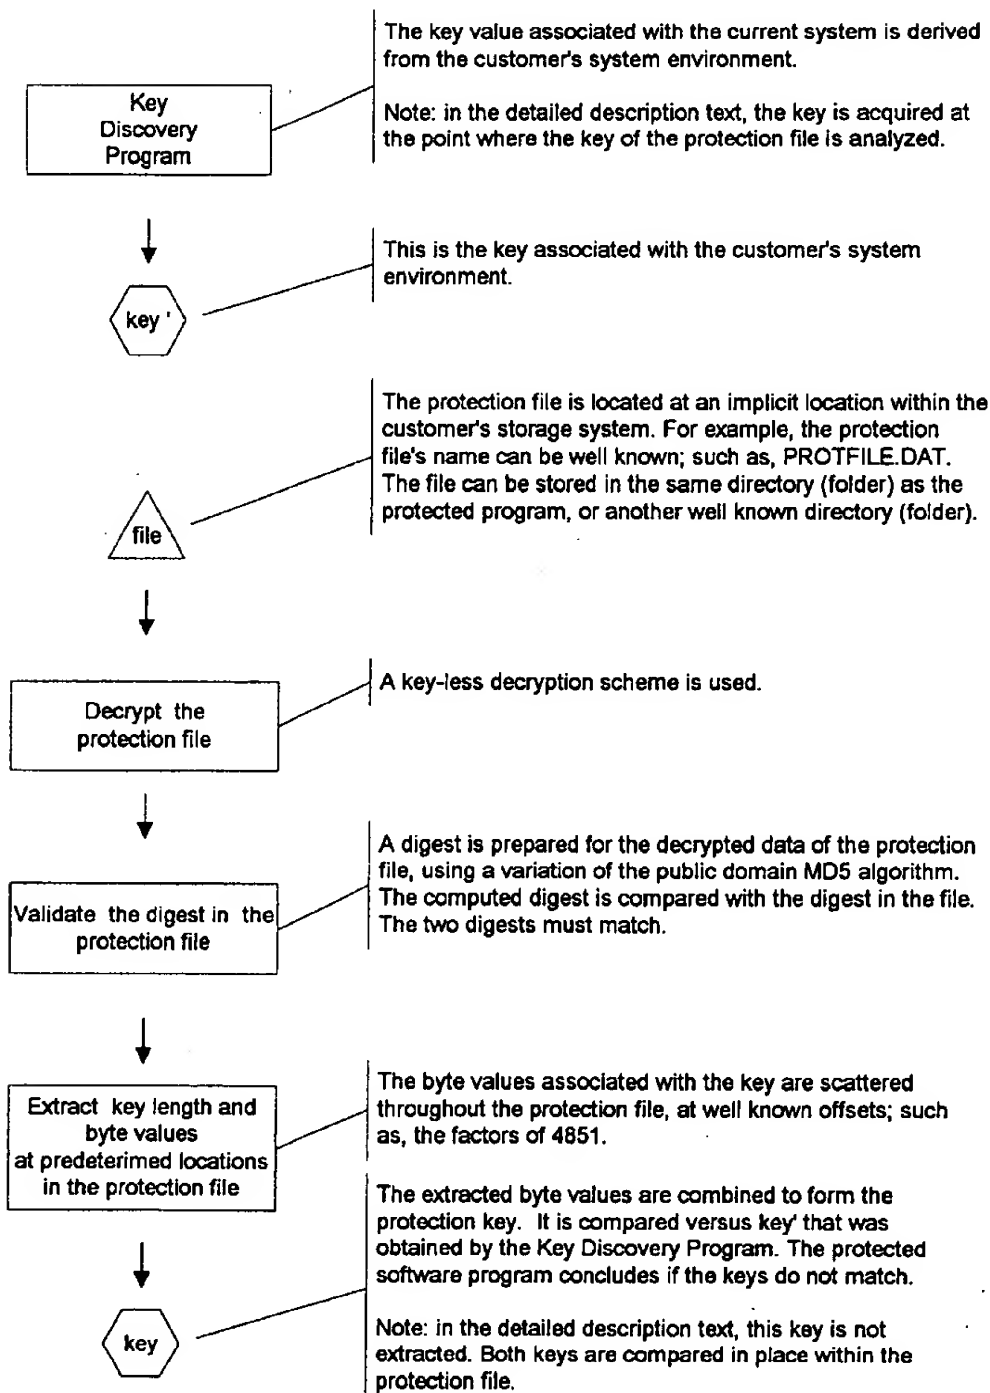 The key value associated with the current system is derived
from the customer's system environment.
Key
Discovery
Program
Note: in the detailed description text, the key is acquired at
the point where the key of the protection file is analyzed.
This is the key associated with the customer's system
environment.
key '
The protection file is located at an implicit location within the
customer's storage system. For example, the protection
file's name can be well known; such as, PROTFILE.DAT.
The file can be stored in the same directory (folder) as the
protected program, or another well known directory (folder).
file
A key-less decryption scheme is used.
Decrypt the
protection file
A digest is prepared for the decrypted data of the protection
file, using a variation of the public domain MD5 algorithm.
The computed digest is compared with the digest in the file.
The two digests must match.
Validate the digest in the
protection file
The byte values associated with the key are scattered
throughout the protection file, at well known offsets; such
as, the factors of 4851.
Extract key length and
byte values
at predeterimed locations
in the protection file
The extracted byte values are combined to form the
protection key. It is compared versus key' that was
obtained by the Key Discovery Program. The protected
software program concludes if the keys do not match.
key
Note: in the detailed description text, this key is not
extracted. Both keys are compared in place within the
protection file.